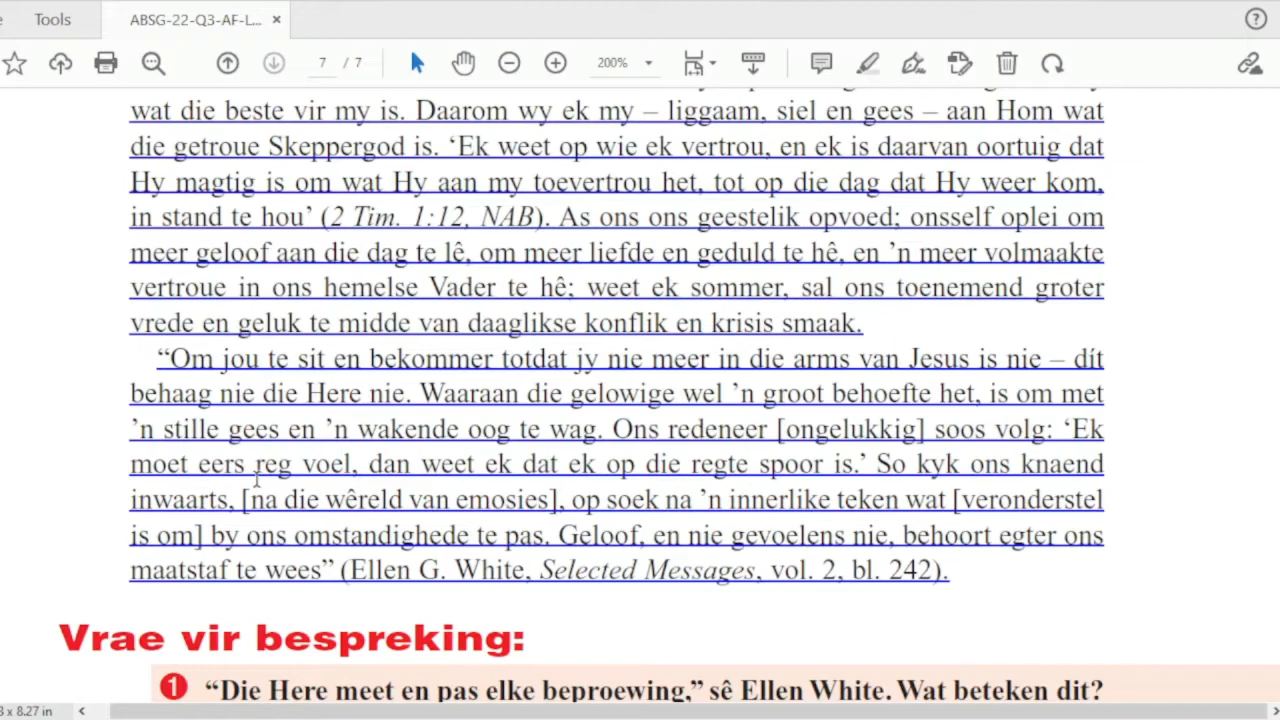 e Tools ABSG-22-Q3-AF-L... ×
7 / 7 200%
wat die beste vir my is. Daarom wy ek my – liggaam, siel en gees – aan Hom wat
die getroue Skeppergod is. ‘Ek weet op wie ek vertrou, en ek is daarvan oortuig dat
Hy magtig is om wat Hy aan my toevertrou het, tot op die dag dat Hy weer kom,
in stand te hou’ (2 Tim. 1:12, NAB). As ons ons geestelik opvoed; onsself oplei om
meer geloof aan die dag te lê, om meer liefde en geduld te hê, en ’n meer volmaakte
vertroue in ons hemelse Vader te hê; weet ek sommer, sal ons toenemend groter
vrede en geluk te midde van daaglikse konflik en krisis smaak.
“Om jou te sit en bekommer totdat jy nie meer in die arms van Jesus is nie – dít
behaag nie die Here nie. Waaraan die gelowige wel ’n groot behoefte het, is om met
’n stille gees en ’n wakende oog te wag. Ons redeneer [ongelukkig] soos volg: ‘Ek
moet eers reg voel, dan weet ek dat ek op die regte spoor is.’ So kyk ons knaend
inwaarts, [na die wêreld van emosies], op soek na ’n innerlike teken wat [veronderstel
is om] by ons omstandighede te pas. Geloof, en nie gevoelens nie, behoort egter ons
maatstaf te wees” (Ellen G. White, Selected Messages, vol. 2, bl. 242).
Vrae vir bespreking:
1 “Die Here meet en pas elke beproewing,” sê Ellen White. Wat beteken dit?
x 8.27 in